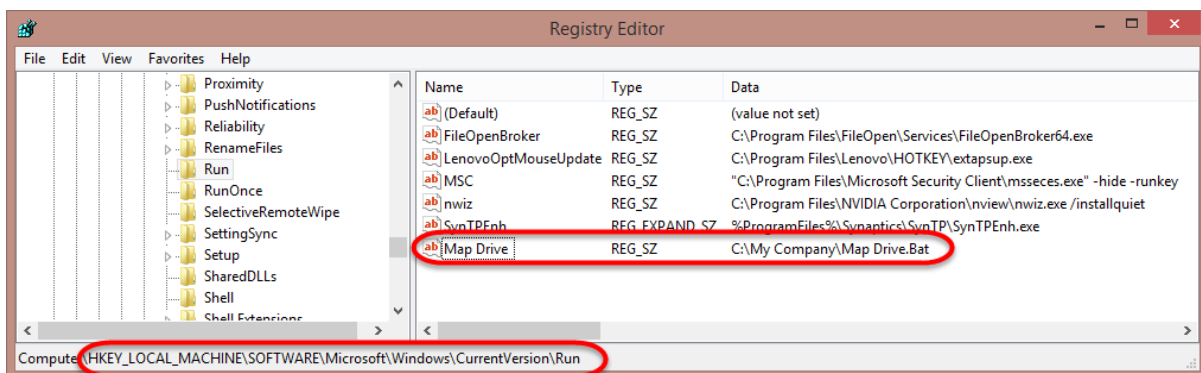 Registry Editor
File Edit View Favorites Help
Proximity
PushNotifications
Reliability
RenameFiles
Run
RunOnce
SelectiveRemoteWipe
SettingSync
Setup
SharedDLLs
Shell
Shell Extensions
Name Type Data
(Default) REG_SZ (value not set)
FileOpenBroker REG_SZ C:\Program Files\FileOpen\Services\FileOpenBroker64.exe
LenovoOptMouseUpdate REG_SZ C:\Program Files\Lenovo\HOTKEY\extapsup.exe
MSC REG_SZ "C:\Program Files\Microsoft Security Client\msseces.exe" -hide -runkey
nwiz REG_SZ C:\Program Files\NVIDIA Corporation\nview\nwiz.exe /installquiet
SynTPEnh REG_EXPAND_SZ %ProgramFiles%\Synaptics\SynTP\SynTPEnh.exe
Map Drive REG_SZ C:\My Company\Map Drive.Bat
Computer\HKEY_LOCAL_MACHINE\SOFTWARE\Microsoft\Windows\CurrentVersion\Run